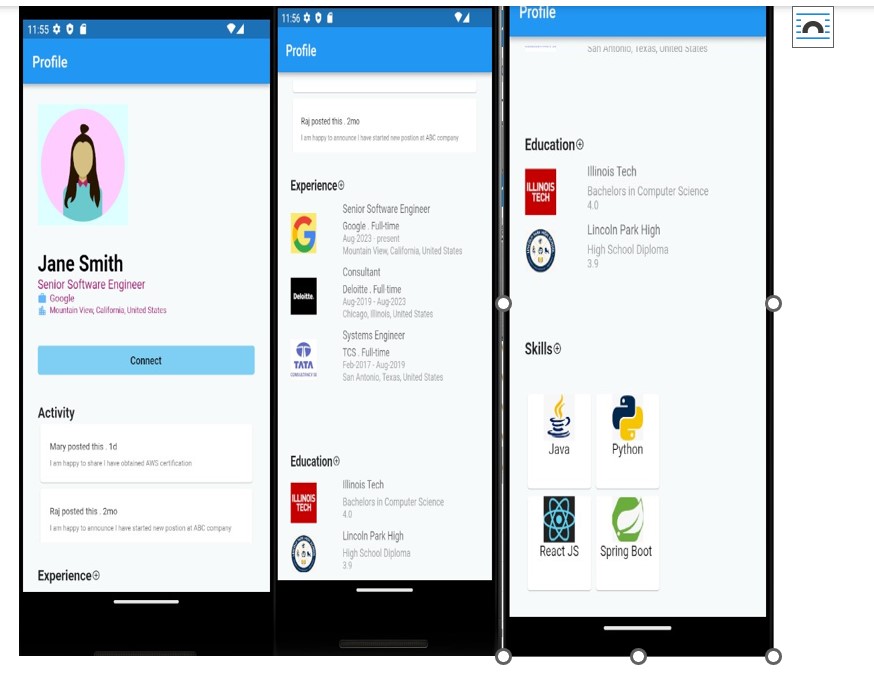 11:55
Profile
Jane Smith
Senior Software Engineer
Google
Mountain View, California, United States
Connect
Activity
Mary posted this . 1d
I am happy to share I have obtained AWS certification
Raj posted this . 2mo
I am happy to announce I have started new postion at ABC company
Experience
11:56
Profile
Raj posted this . 2mo
I am happy to announce I have started new postion at ABC company
Experience
Senior Software Engineer
Google . Full-time
Aug-2023 - present
Mountain View, California, United States
Deloitte.
Consultant
Deloitte . Full-time
Aug-2019 - Aug-2023
Chicago, Illinois, United States
TATA
Systems Engineer
TCS . Full-time
Feb-2017 - Aug-2019
San Antonio, Texas, United States
Education
ILLINOIS
TECH
Illinois Tech
Bachelors in Computer Science
4.0
Lincoln Park High
High School Diploma
3.9
Profile
San Antonio, Texas, United States
Education
ILLINOIS
TECH
Illinois Tech
Bachelors in Computer Science
4.0
Lincoln Park High
High School Diploma
3.9
Skills
Java
Python
React JS
Spring Boot